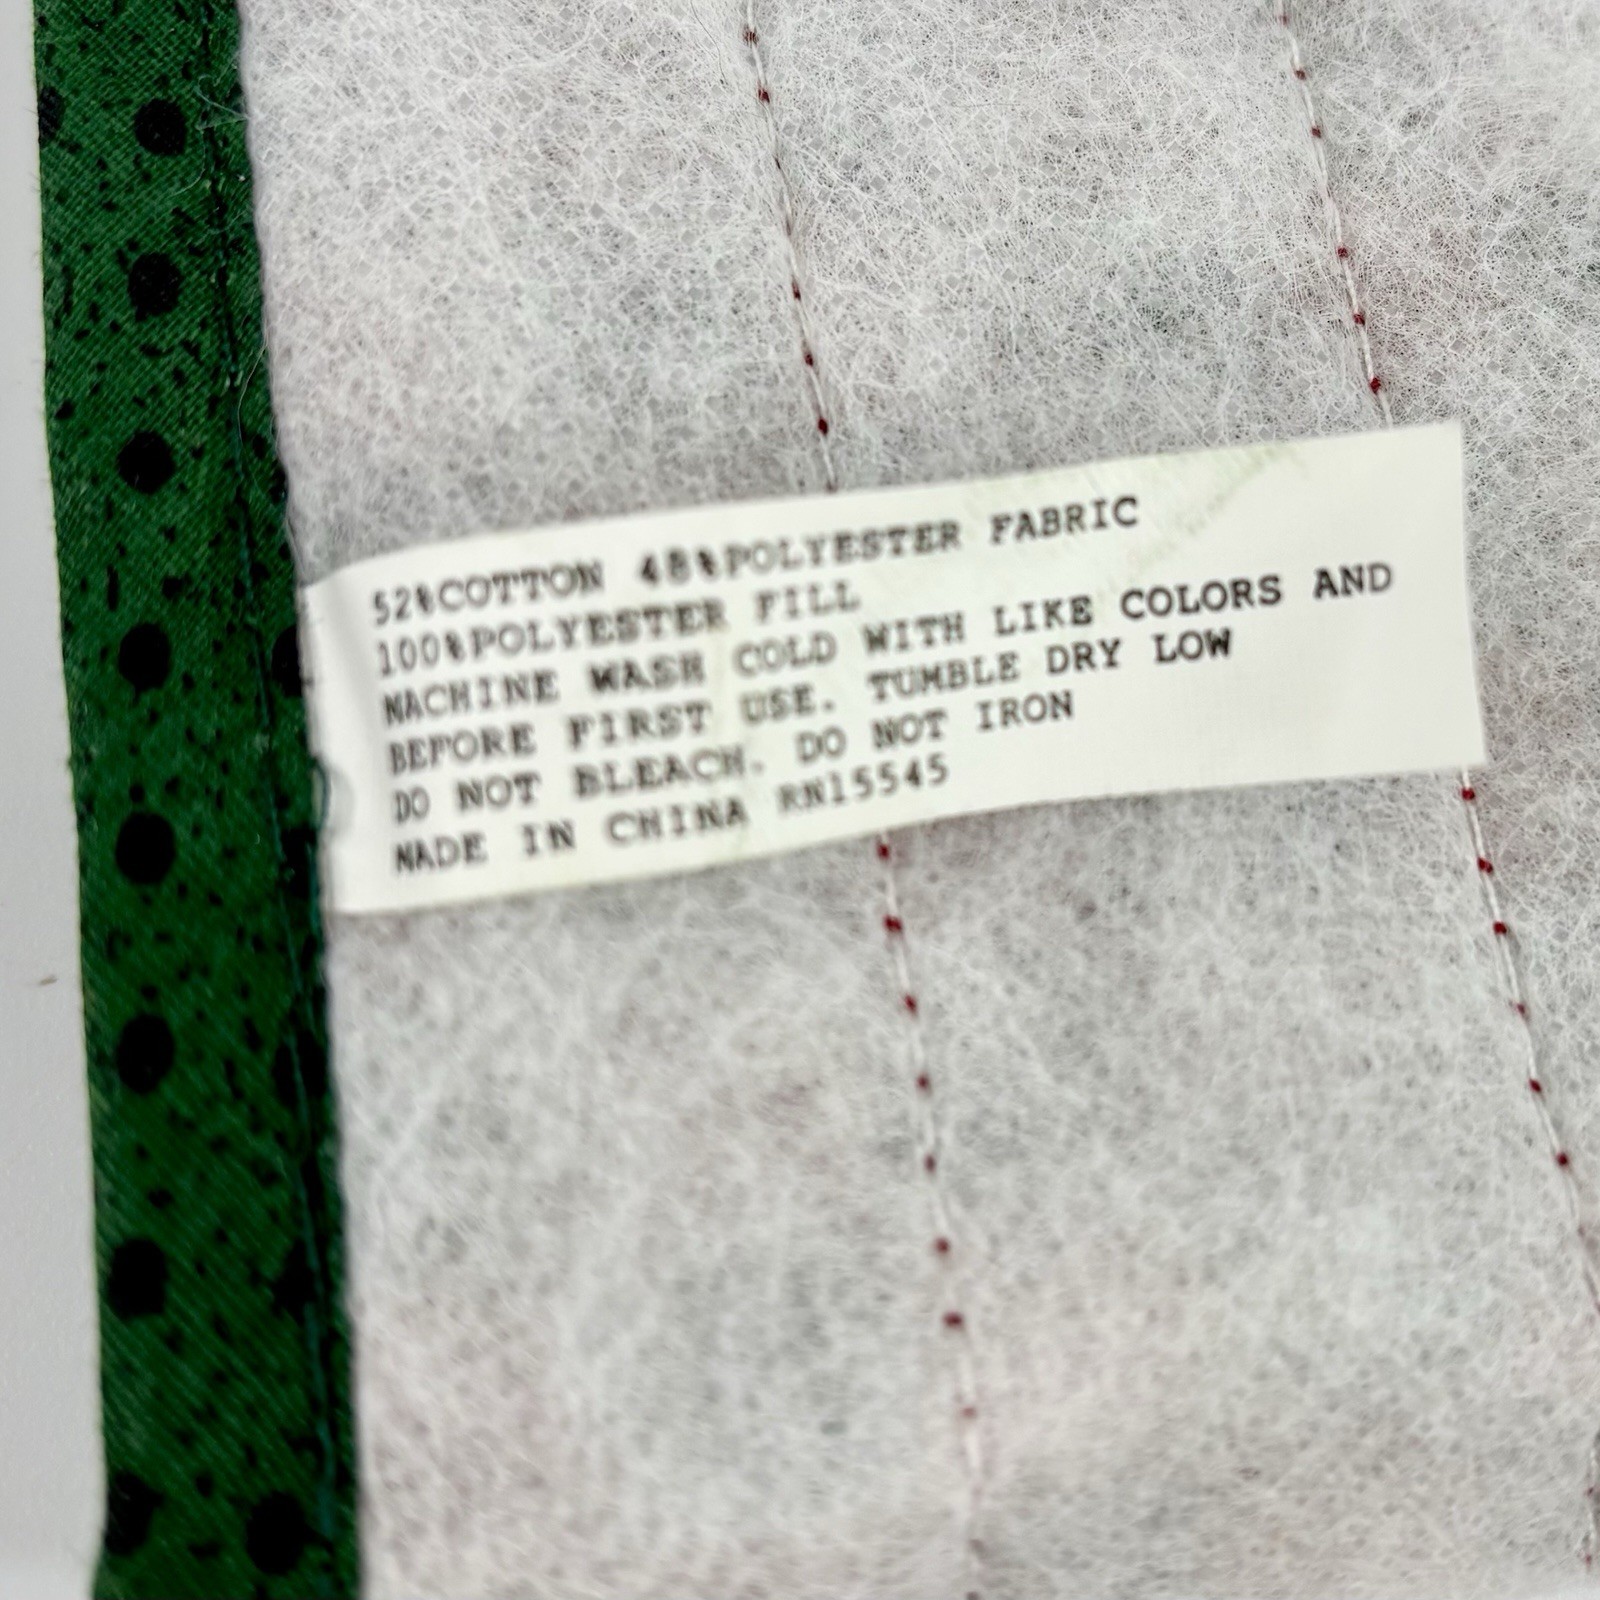 52%COTTON 48%POLYESTER FABRIC
100%POLYESTER FILL
MACHINE WASH COLD WITH LIKE COLORS AND
BEFORE FIRST USE. TUMBLE DRY LOW
DO NOT BLEACH. DO NOT IRON
MADE IN CHINA RN15545